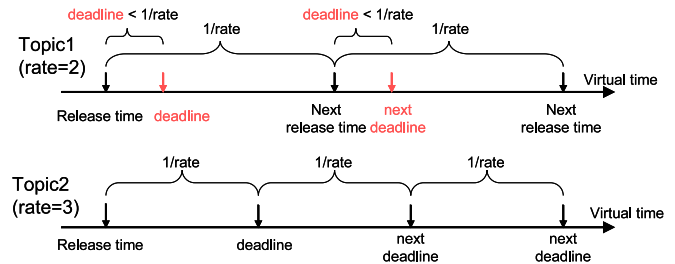 deadline < 1/rate
deadline < 1/rate
1/rate
1/rate
Topic1
(rate=2)
Virtual time
Release time
deadline
Next
release time
next
deadline
Next
release time
1/rate
1/rate
1/rate
Topic2
(rate=3)
Virtual time
Release time
deadline
next
deadline
next
deadline